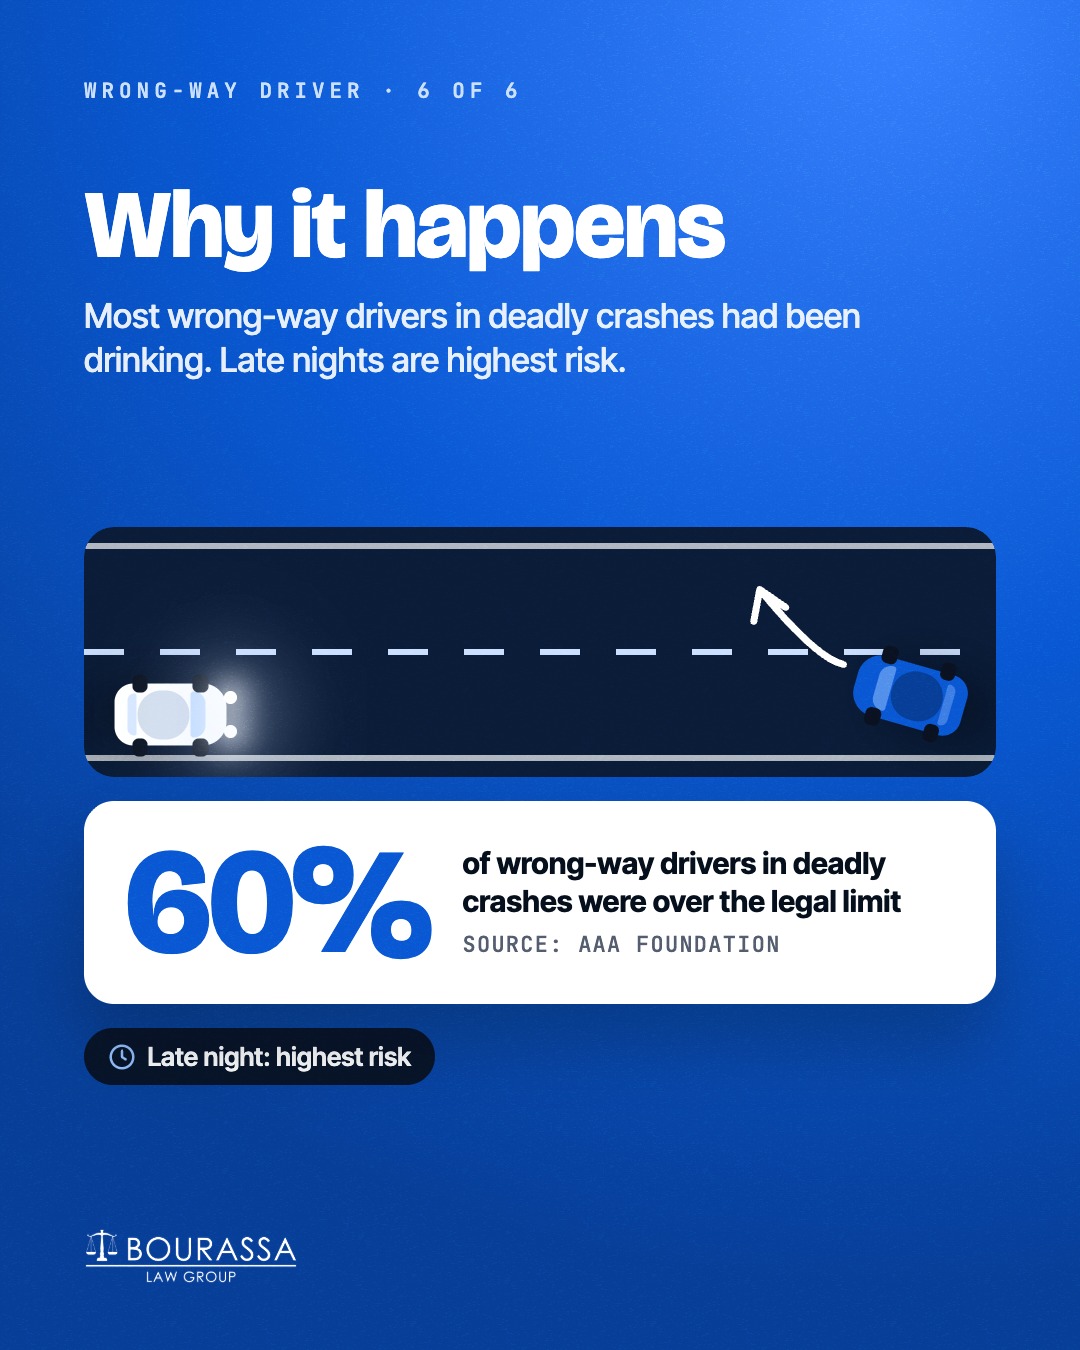 WRONG-WAY DRIVER · 6 OF 6
Why it happens
Most wrong-way drivers in deadly crashes had been
drinking. Late nights are highest risk.
60%
of wrong-way drivers in deadly
crashes were over the legal limit
SOURCE: AAA FOUNDATION
Late night: highest risk
BOURASSA
LAW GROUP